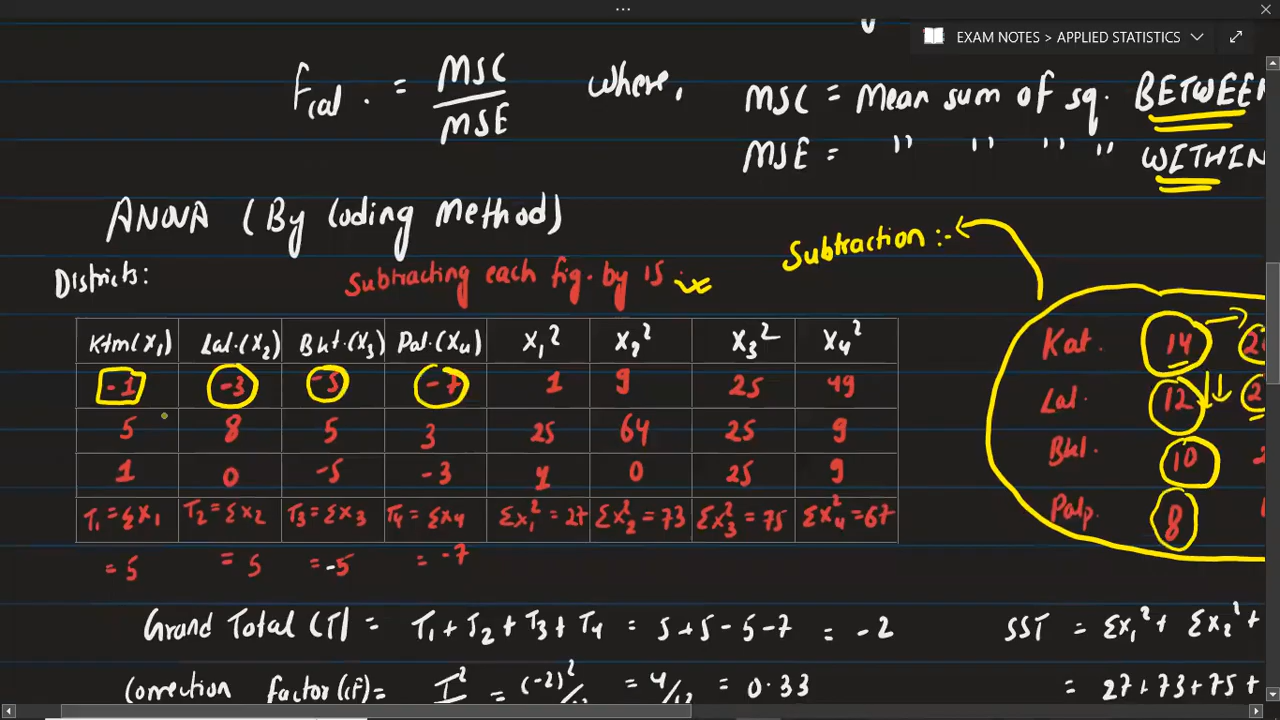 EXAM NOTES > APPLIED STATISTICS
Fcal. = MSC / MSE where, MSC = Mean sum of sq. BETWEEN
MSE = " " " " WITHIN
ANOVA (By Coding Method)
Subtraction :-
Districts: Subtracting each fig. by 15
Ktm(X1) Lal.(X2) Bkt.(X3) Pal.(X4) X1² X2² X3² X4²
-1 -3 -5 -7 1 9 25 49
5 8 5 3 25 64 25 9
1 0 -5 -3 1 0 25 9
T1=ΣX1 T2=ΣX2 T3=ΣX3 T4=ΣX4 ΣX1²=27 ΣX2²=73 ΣX3²=75 ΣX4²=67
=5 =5 =-5 =-7
Kat. 14
Lal. 12
Bkt. 10
Palp. 8
Grand Total (T) = T1+T2+T3+T4 = 5+5-5-7 = -2
Correction factor(CF)= T² = (-2)² = 4/12 = 0.33
SST = ΣX1²+ ΣX2²+
= 27+73+75+